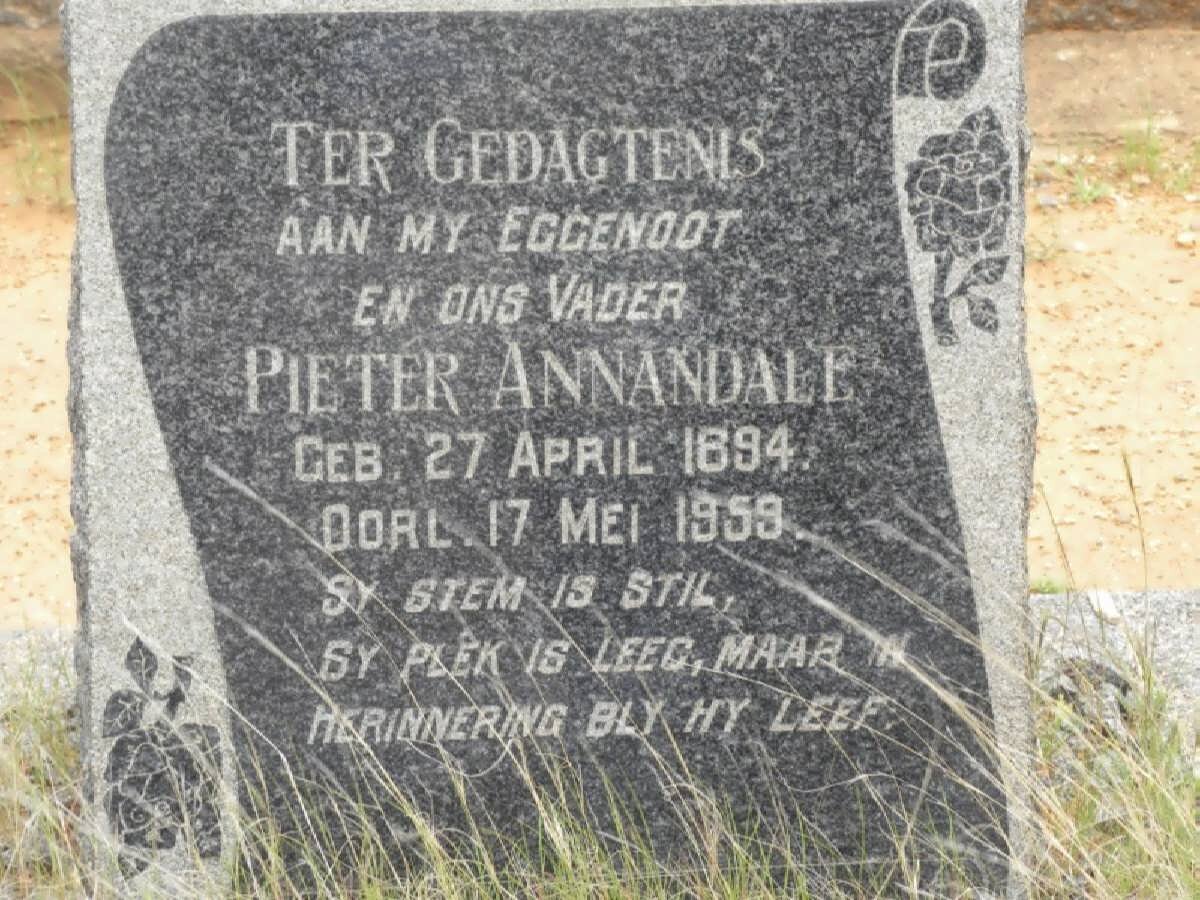 TER GEDAGTENIS
AAN MY EGGENOOT
EN ONS VADER
PIETER ANNANDALE
GEB. 27 APRIL 1894.
OORL. 17 MEI 1959.
SY STEM IS STIL,
SY PLÈK IS LEEG, MAAR IN
HERINNERING BLY HY LEEF.